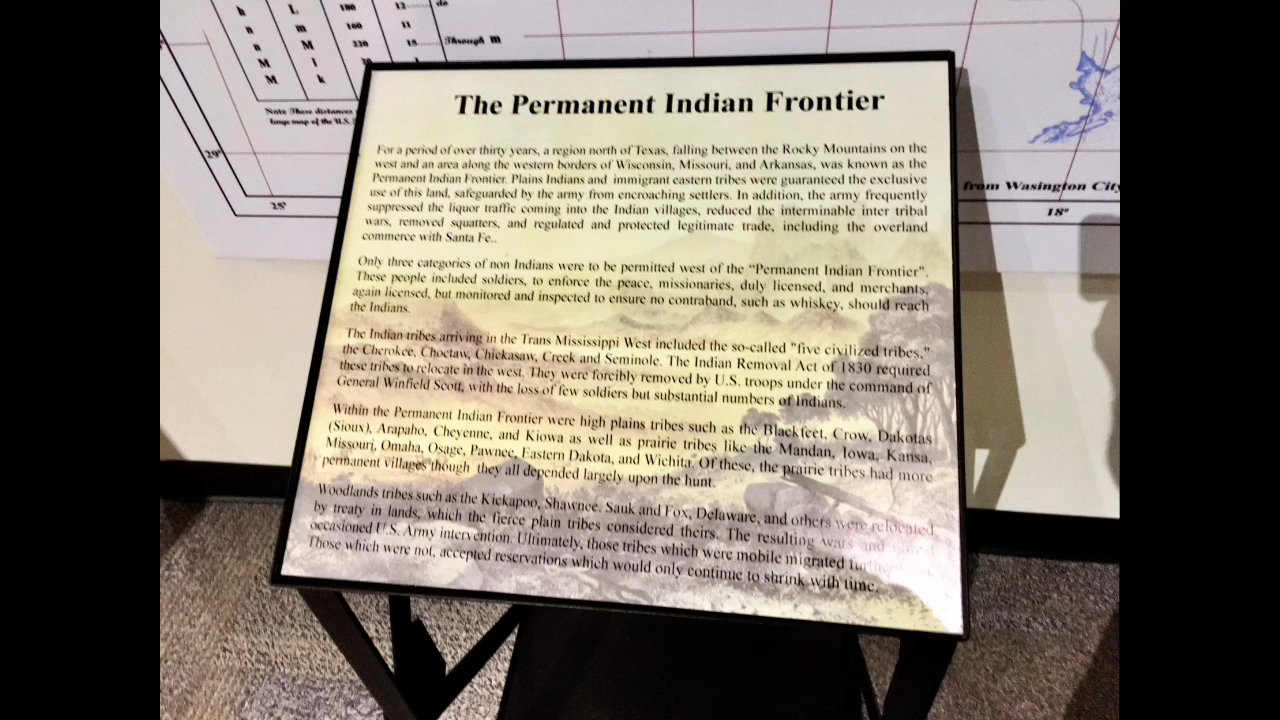 h L 180 12...... do
n m 160 11
n M 220 15........ Through m
M I
M k
Note These distances
large map of the U.S.
29°
25°
from Wasington City
18°
The Permanent Indian Frontier
For a period of over thirty years, a region north of Texas, falling between the Rocky Mountains on the
west and an area along the western borders of Wisconsin, Missouri, and Arkansas, was known as the
Permanent Indian Frontier. Plains Indians and immigrant eastern tribes were guaranteed the exclusive
use of this land, safeguarded by the army from encroaching settlers. In addition, the army frequently
suppressed the liquor traffic coming into the Indian villages, reduced the interminable inter tribal
wars, removed squatters, and regulated and protected legitimate trade, including the overland
commerce with Santa Fe..
Only three categories of non Indians were to be permitted west of the "Permanent Indian Frontier".
These people included soldiers, to enforce the peace, missionaries, duly licensed, and merchants,
again licensed, but monitored and inspected to ensure no contraband, such as whiskey, should reach
the Indians.
The Indian tribes arriving in the Trans Mississippi West included the so-called "five civilized tribes,"
the Cherokee, Choctaw, Chickasaw, Creek and Seminole. The Indian Removal Act of 1830 required
these tribes to relocate in the west. They were forcibly removed by U.S. troops under the command of
General Winfield Scott, with the loss of few soldiers but substantial numbers of Indians.
Within the Permanent Indian Frontier were high plains tribes such as the Blackfeet, Crow, Dakotas
(Sioux), Arapaho, Cheyenne, and Kiowa as well as prairie tribes like the Mandan, Iowa, Kansa,
Missouri, Omaha, Osage, Pawnee, Eastern Dakota, and Wichita. Of these, the prairie tribes had more
permanent villages though they all depended largely upon the hunt.
Woodlands tribes such as the Kickapoo, Shawnee, Sauk and Fox, Delaware, and others were relocated
by treaty in lands, which the fierce plain tribes considered theirs. The resulting wars and
occasioned U.S. Army intervention. Ultimately, those tribes which were mobile migrated
Those which were not, accepted reservations which would only continue to shrink with time.